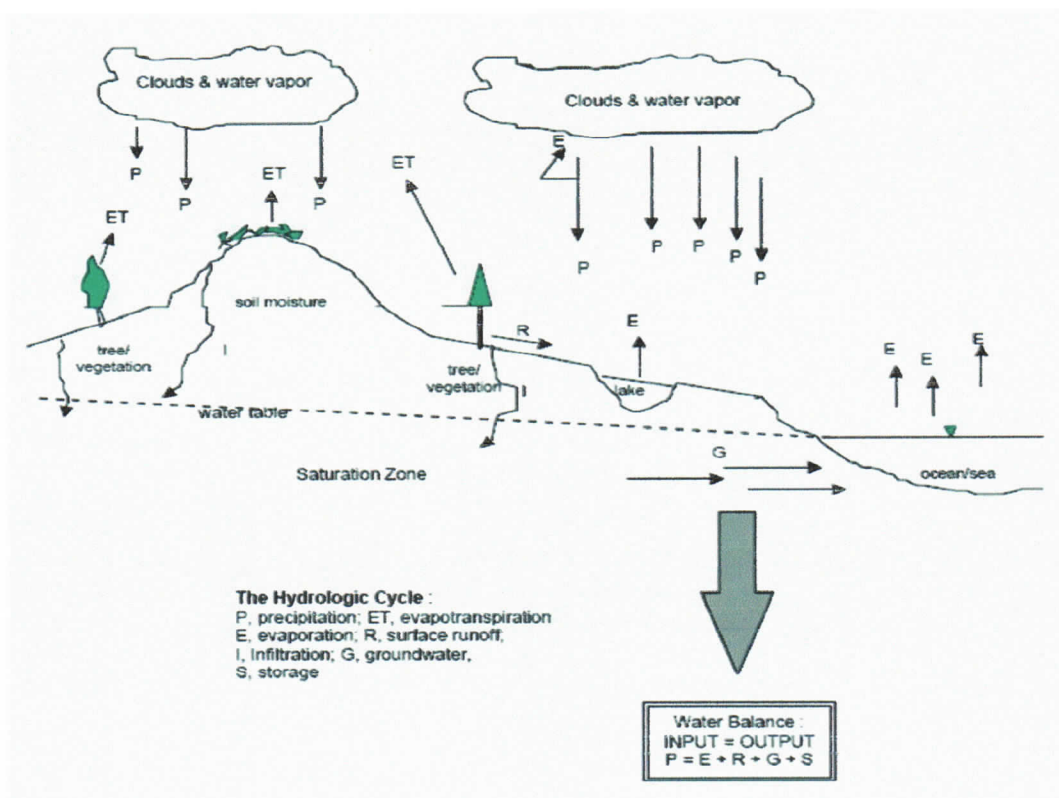 Clouds & water vapor
Clouds & water vapor
E
P
P
P
ET
ET
ET
P
P
P
P
P
soil moisture
I
tree/
vegetation
R
tree/
vegetation
I
E
lake
E
E
E
water table
G
Saturation Zone
ocean/sea
The Hydrologic Cycle :
P, precipitation; ET, evapotranspiration
E, evaporation; R, surface runoff;
I, Infiltration; G, groundwater,
S, storage
Water Balance :
INPUT = OUTPUT
P = E + R + G + S